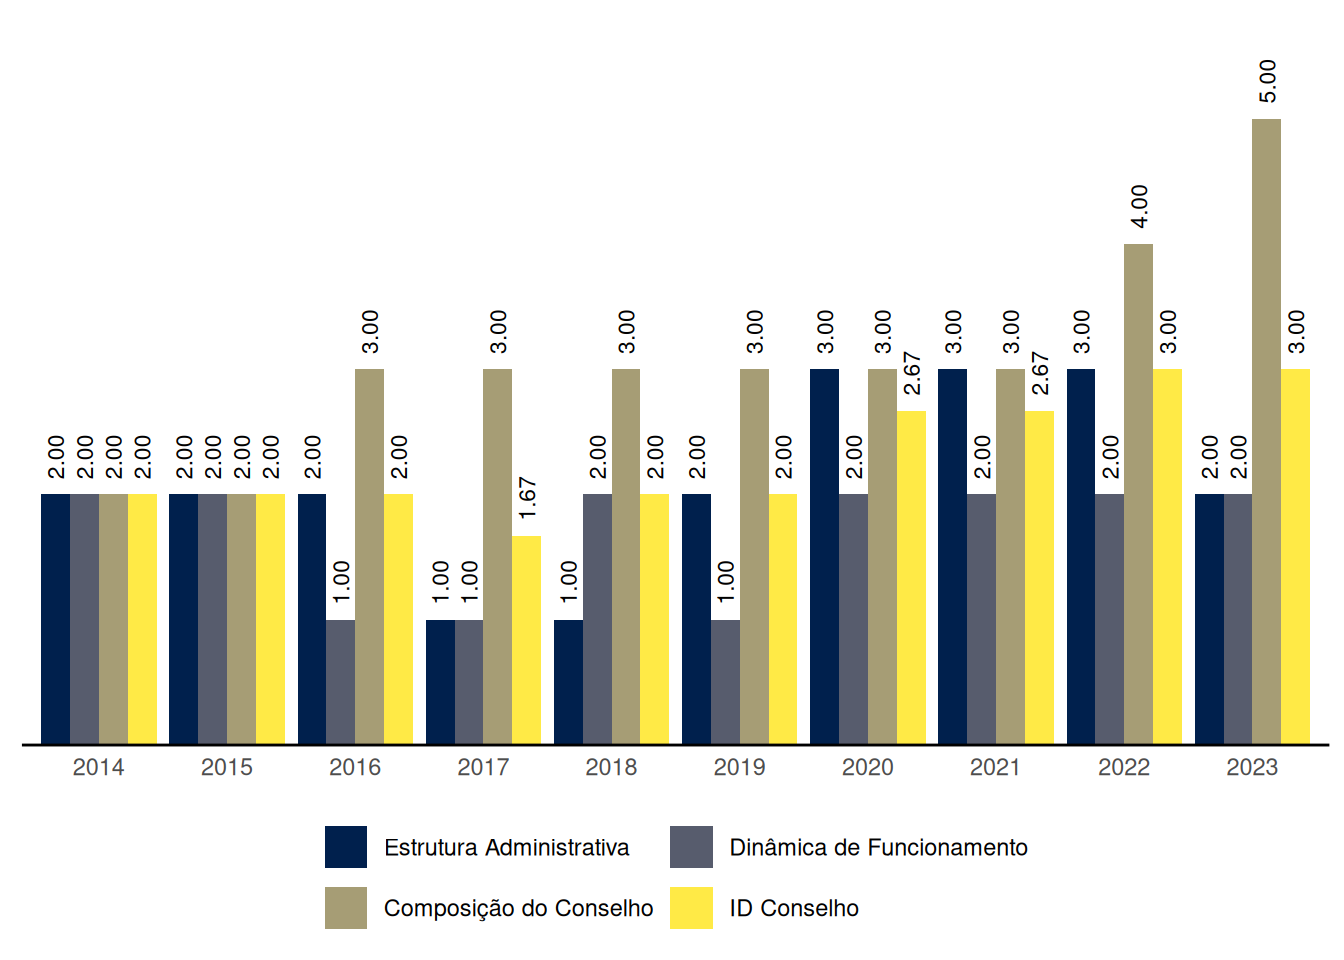 5.00
4.00
3.00 3.00 3.00 3.00 3.00 3.00 3.00 3.00 3.00 3.00 3.00
2.67 2.67
2.00 2.00 2.00 2.00 2.00 2.00 2.00 2.00 2.00 2.00 2.00 2.00 2.00 2.00 2.00 2.00 2.00 2.00 2.00
1.67
1.00 1.00 1.00 1.00 1.00
2014 2015 2016 2017 2018 2019 2020 2021 2022 2023
Estrutura Administrativa Dinâmica de Funcionamento
Composição do Conselho ID Conselho